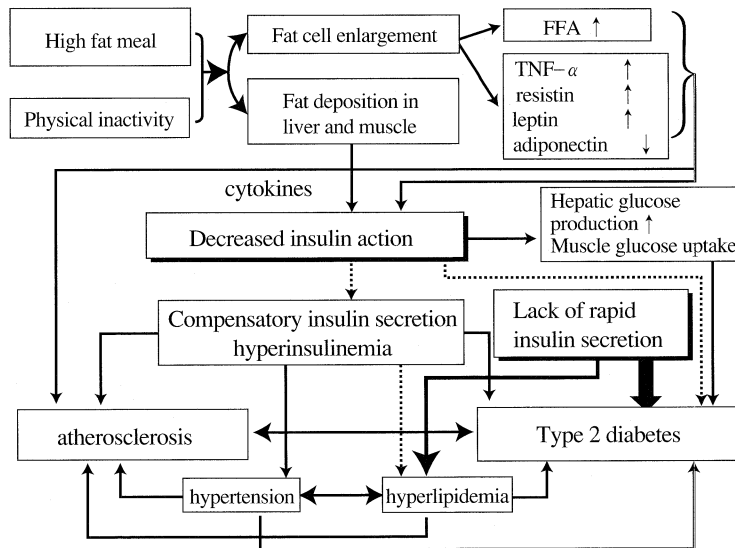 High fat meal
Physical inactivity
Fat cell enlargement
Fat deposition in
liver and muscle
FFA ↑
TNF–α ↑
resistin ↑
leptin ↑
adiponectin ↓
cytokines
Decreased insulin action
Hepatic glucose
production ↑
Muscle glucose uptake
Compensatory insulin secretion
hyperinsulinemia
Lack of rapid
insulin secretion
atherosclerosis
Type 2 diabetes
hypertension
hyperlipidemia